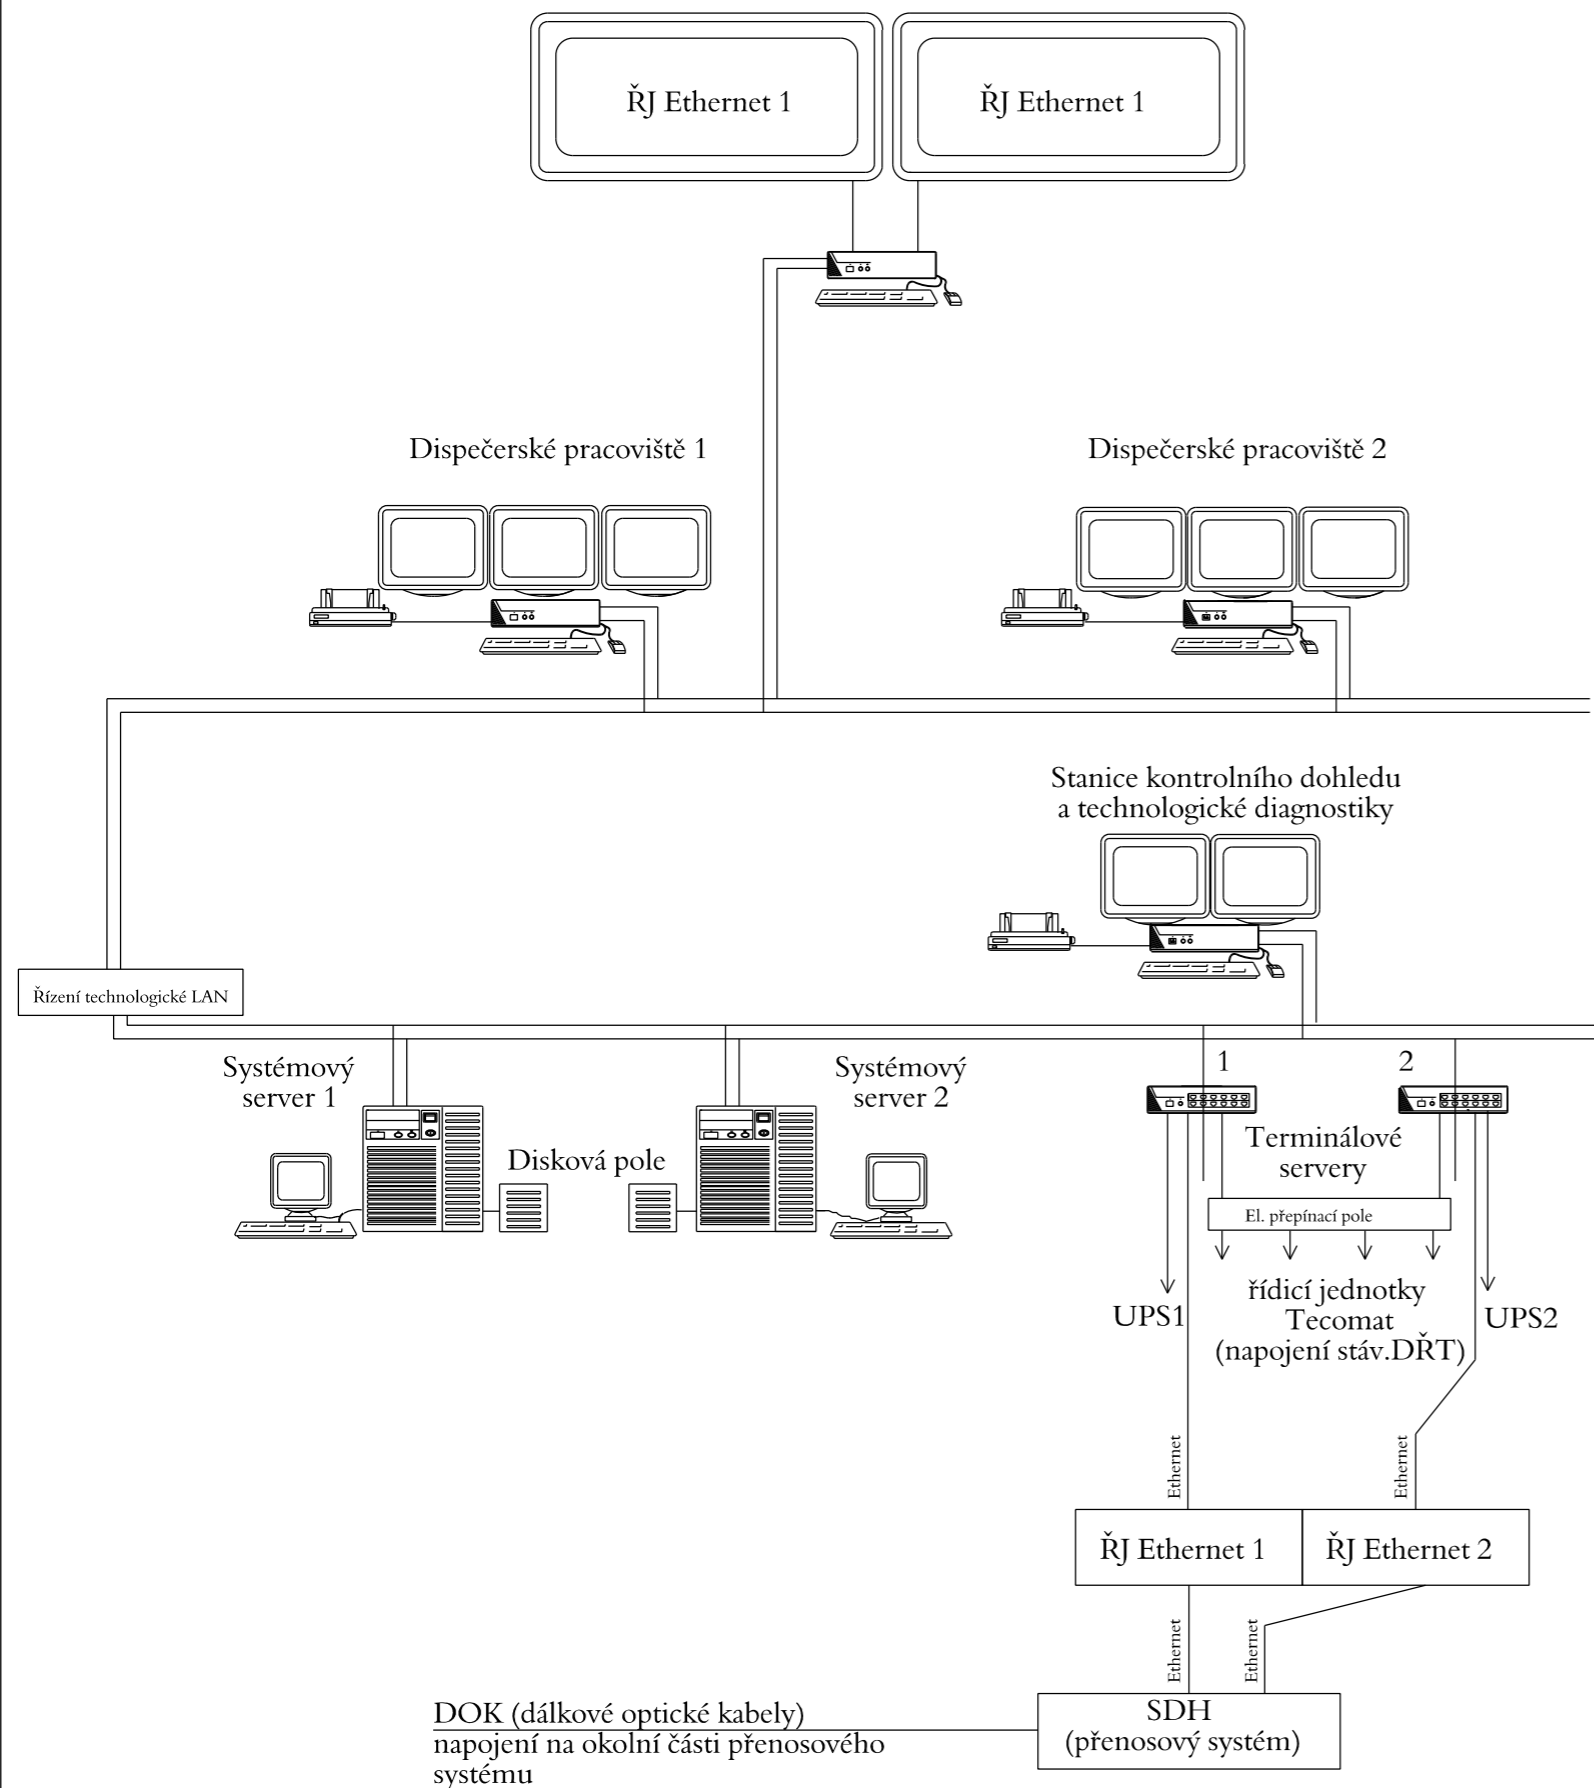 ŘJ Ethernet 1
ŘJ Ethernet 1
Dispečerské pracoviště 1
Dispečerské pracoviště 2
Stanice kontrolního dohledu
a technologické diagnostiky
Řízení technologické LAN
Systémový
server 1
Systémový
server 2
1
2
Disková pole
Terminálové
servery
El. přepínací pole
UPS1
řídicí jednotky
Tecomat
(napojení stáv.DŘT)
UPS2
Ethernet
Ethernet
ŘJ Ethernet 1
ŘJ Ethernet 2
Ethernet
Ethernet
DOK (dálkové optické kabely)
napojení na okolní části přenosového
systému
SDH
(přenosový systém)